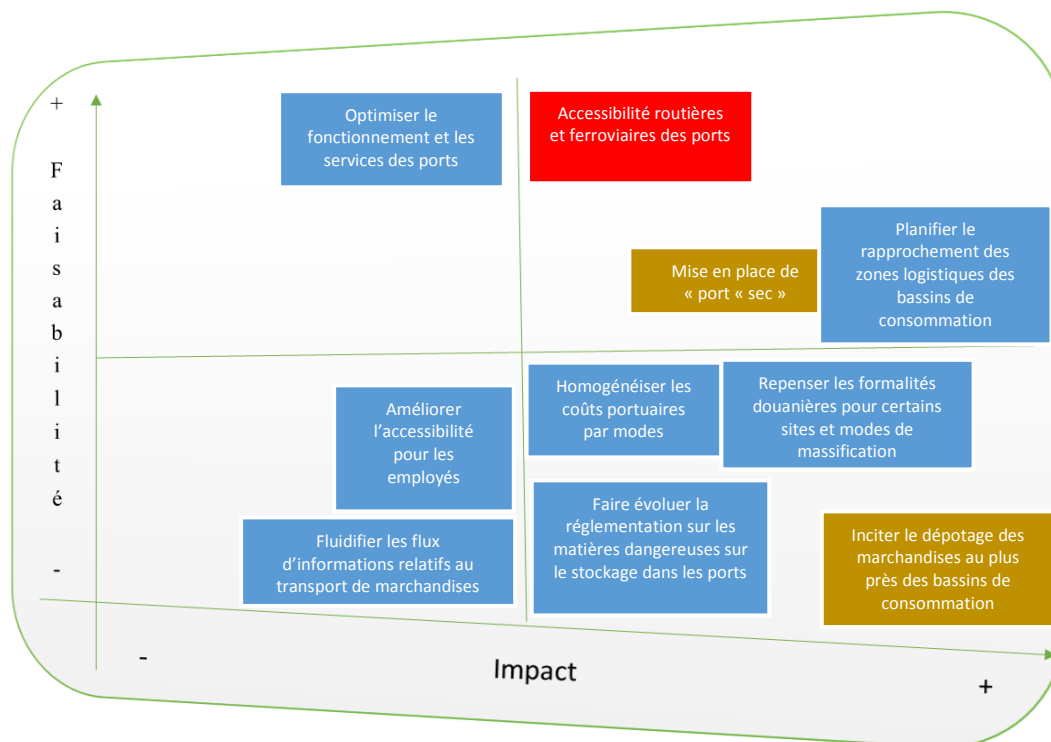 +
Faisabilité
-
Optimiser le
fonctionnement et les
services des ports
Accessibilité routières
et ferroviaires des ports
Mise en place de
« port « sec »
Planifier le
rapprochement des
zones logistiques des
bassins de
consommation
Améliorer
l’accessibilité
pour les
employés
Homogénéiser les
coûts portuaires
par modes
Repenser les formalités
douanières pour certains
sites et modes de
massification
Fluidifier les flux
d’informations relatifs au
transport de marchandises
Faire évoluer la
réglementation sur les
matières dangereuses sur
le stockage dans les ports
Inciter le dépotage des
marchandises au plus
près des bassins de
consommation
-
Impact
+